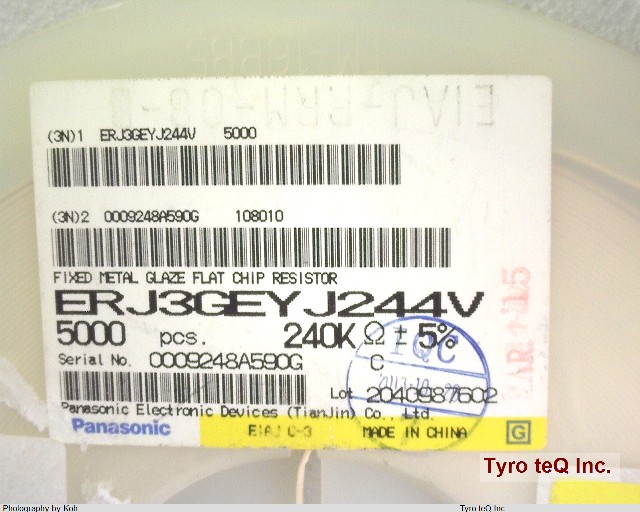 (3N)1 ERJ3GEYJ244V 5000
(3N)2 0009248A590G 108010
FIXED METAL GLAZE FLAT CHIP RESISTOR
ERJ3GEYJ244V
5000 pcs. 240K Ω ± 5%
IQC
Serial No. 0009248A590G C
Lot 2040987602
Panasonic Electronic Devices (TianJin) Co., Ltd.
Panasonic EIAJ C-3 MADE IN CHINA G
Tyro teQ Inc.
Photography by Koh Tyro teQ Inc